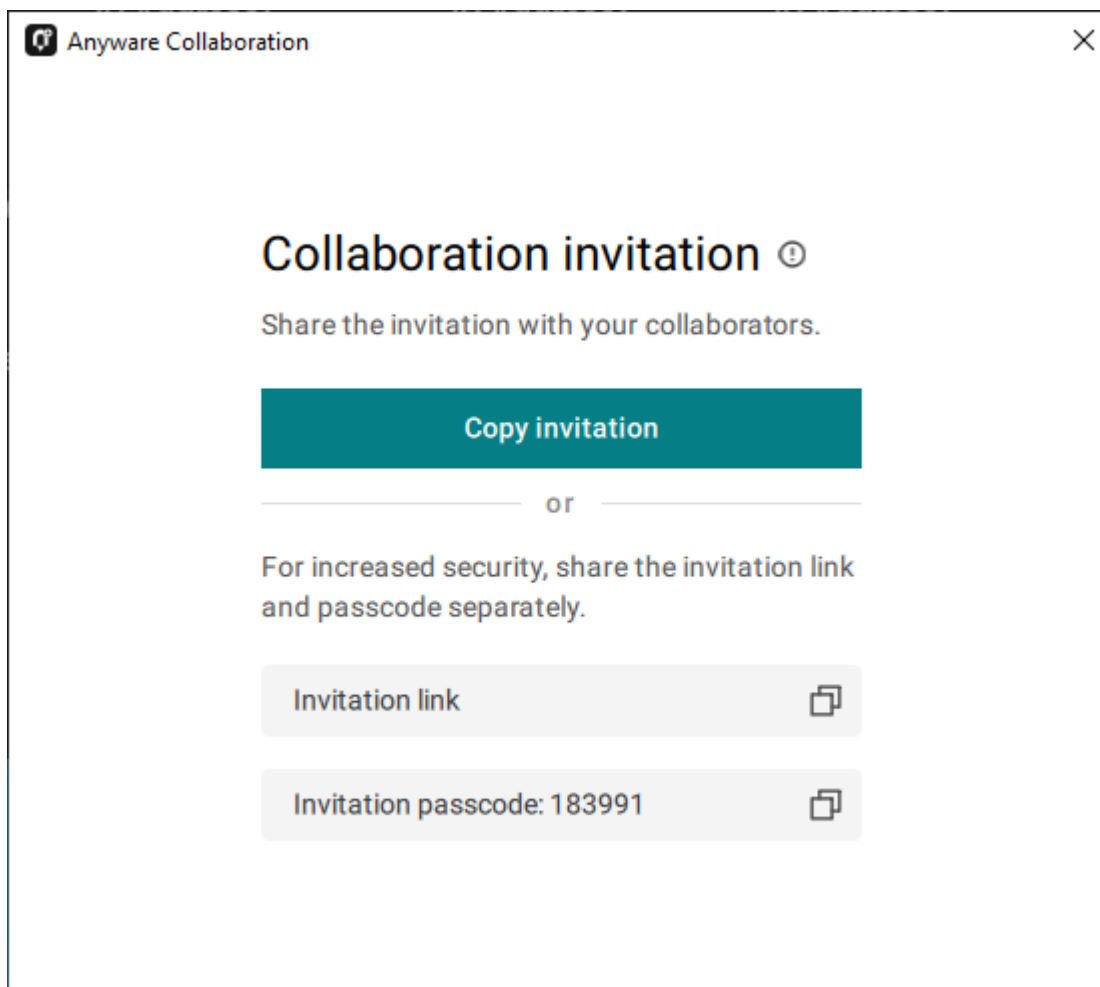 Anyware Collaboration
Collaboration invitation
Share the invitation with your collaborators.
Copy invitation
or
For increased security, share the invitation link
and passcode separately.
Invitation link
Invitation passcode: 183991